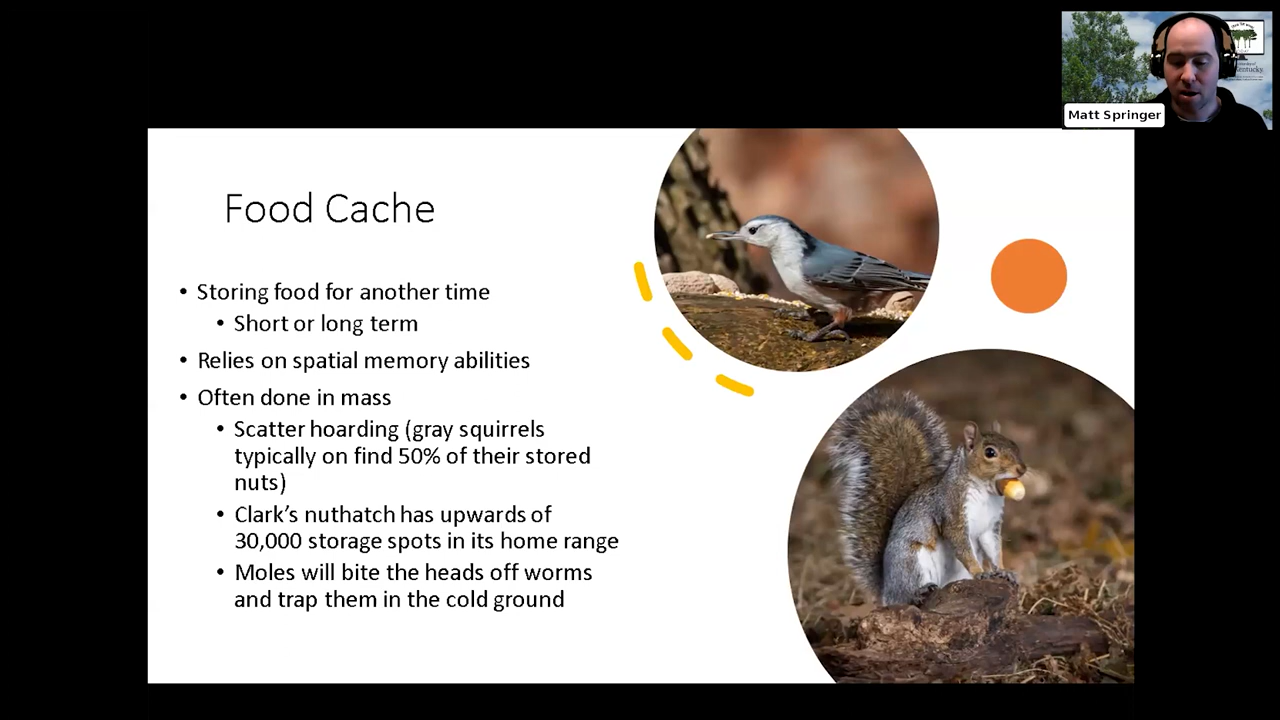 Matt Springer
Kentucky
Food Cache
• Storing food for another time
• Short or long term
• Relies on spatial memory abilities
• Often done in mass
• Scatter hoarding (gray squirrels
typically on find 50% of their stored
nuts)
• Clark's nuthatch has upwards of
30,000 storage spots in its home range
• Moles will bite the heads off worms
and trap them in the cold ground